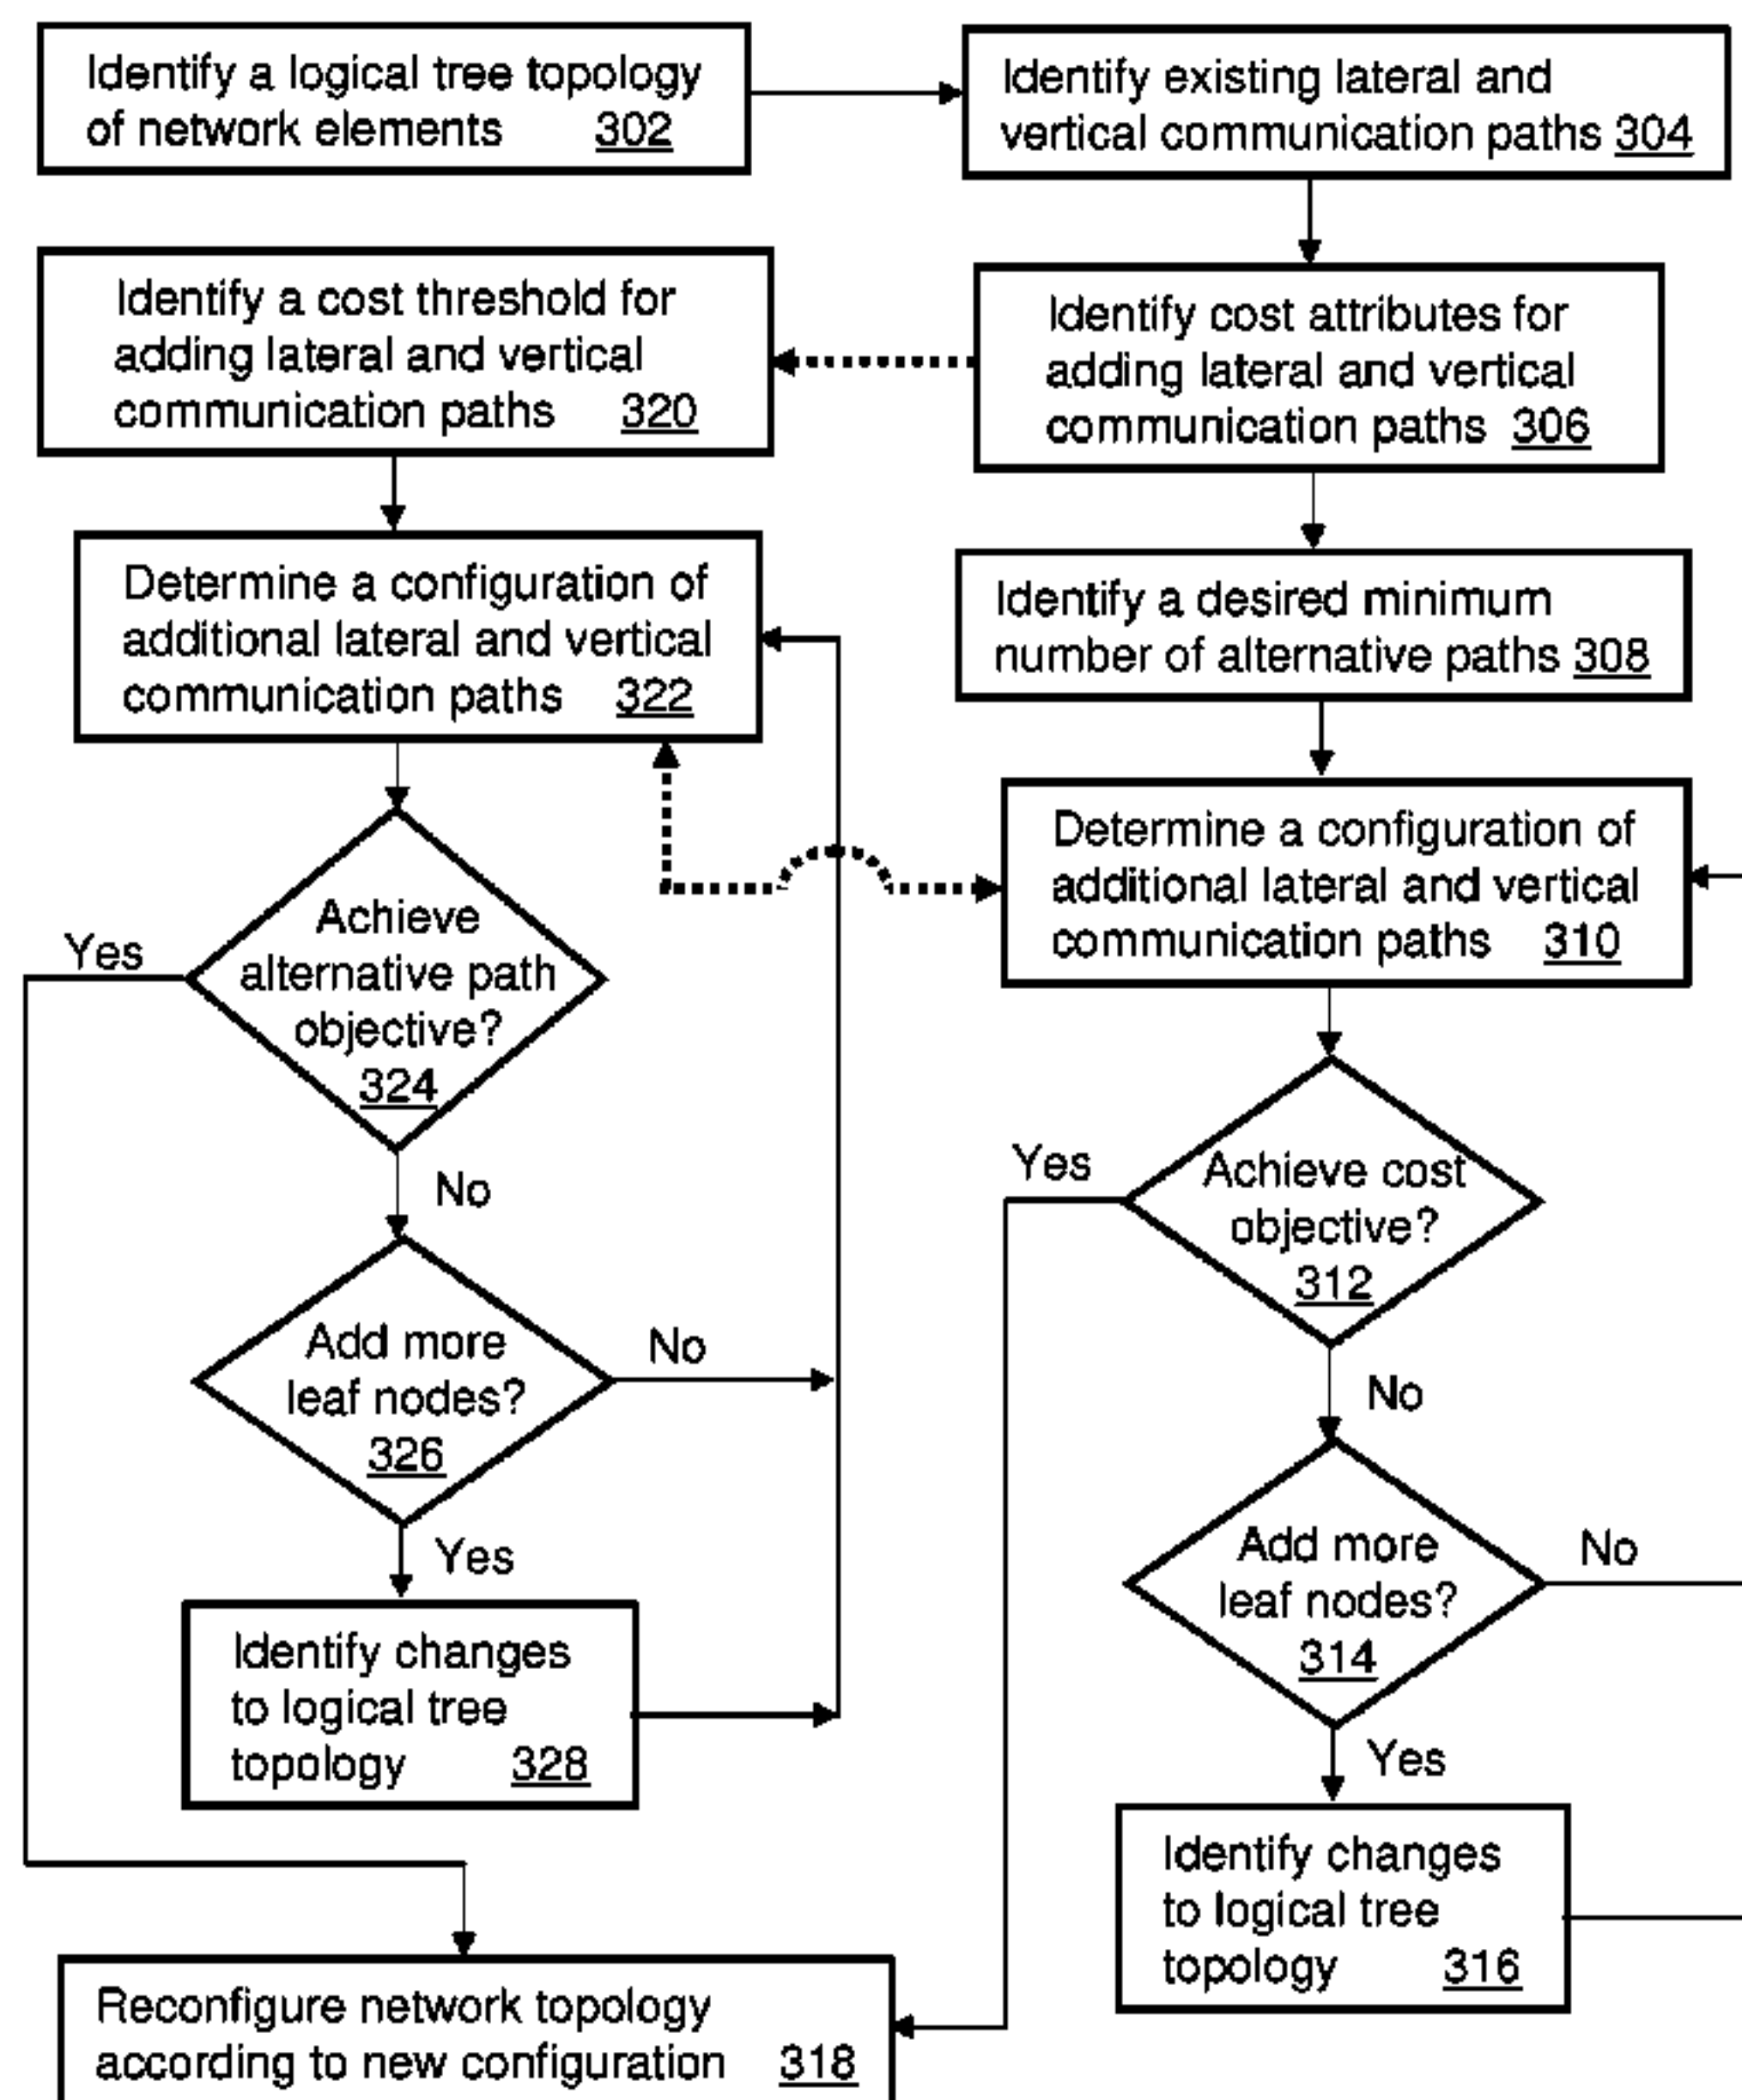 Identify a logical tree topology
of network elements 302
Identify existing lateral and
vertical communication paths 304
Identify a cost threshold for
adding lateral and vertical
communication paths 320
Identify cost attributes for
adding lateral and vertical
communication paths 306
Determine a configuration of
additional lateral and vertical
communication paths 322
Identify a desired minimum
number of alternative paths 308
Determine a configuration of
additional lateral and vertical
communication paths 310
Achieve
alternative path
objective?
324
Yes
No
Achieve cost
objective?
312
Yes
No
Add more
leaf nodes?
326
No
Yes
Add more
leaf nodes?
314
No
Yes
Identify changes
to logical tree
topology 328
Identify changes
to logical tree
topology 316
Reconfigure network topology
according to new configuration 318